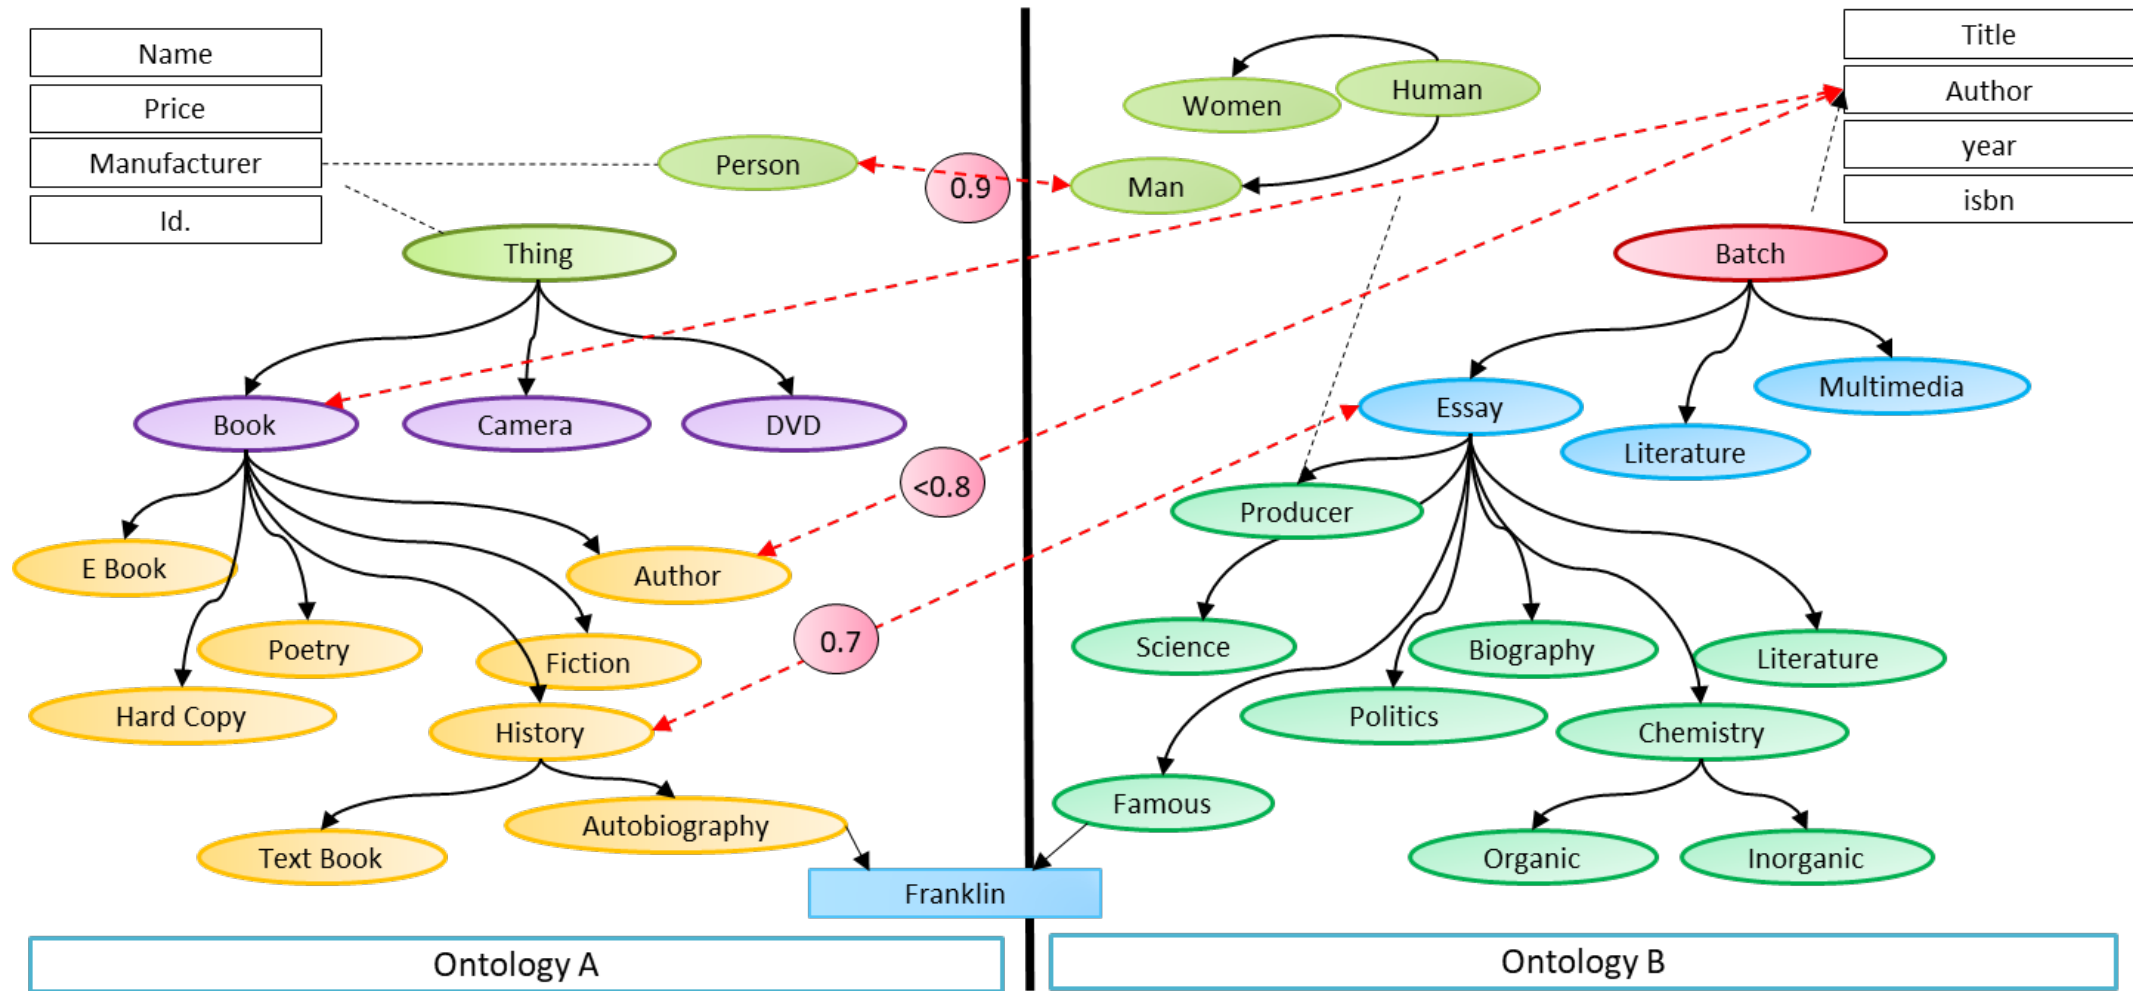 Name
Price
Manufacturer
Id.
Person
Thing
Book
Camera
DVD
E Book
Author
Poetry
Fiction
Hard Copy
History
Autobiography
Text Book
0.9
<0.8
0.7
Franklin
Women
Human
Man
Title
Author
year
isbn
Batch
Multimedia
Essay
Literature
Producer
Science
Biography
Literature
Politics
Chemistry
Famous
Organic
Inorganic
Ontology A
Ontology B